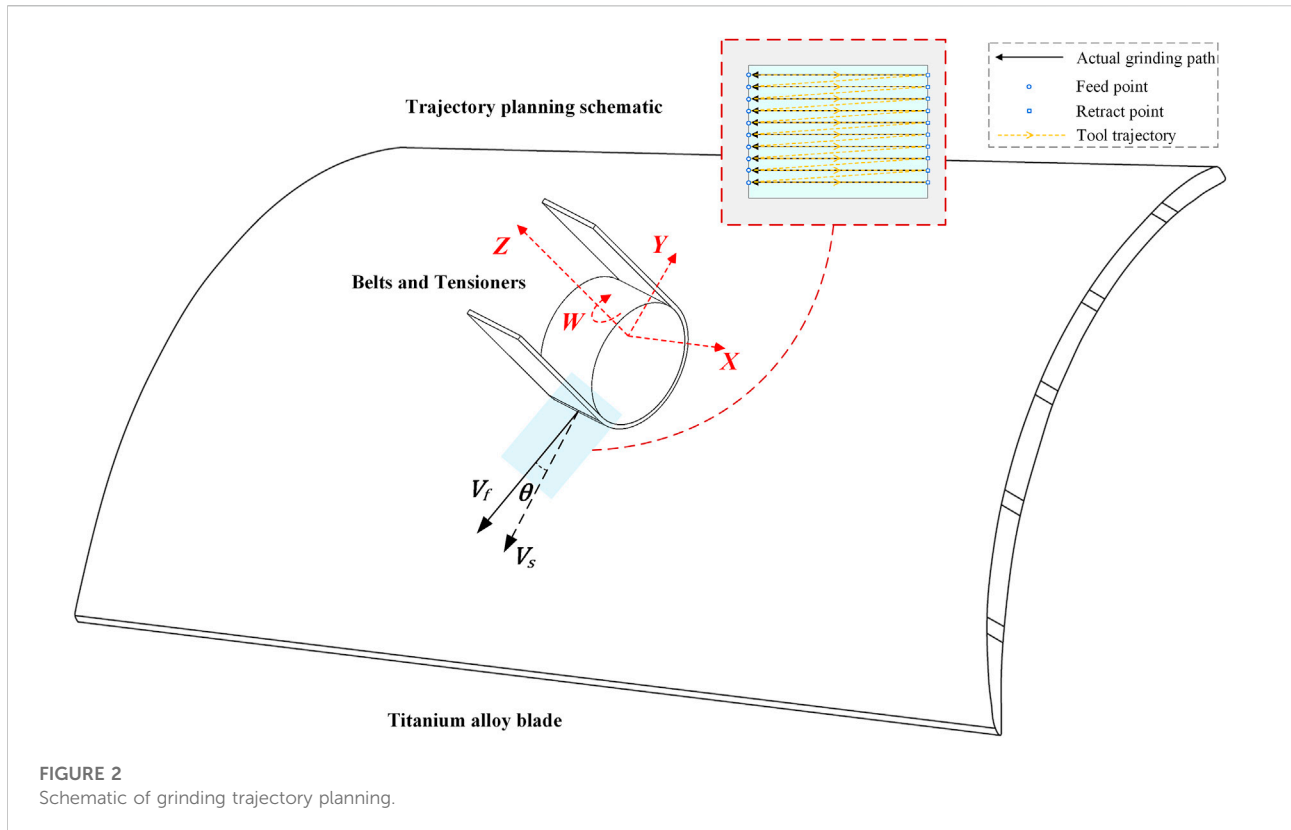 Trajectory planning schematic
Actual grinding path
Feed point
Retract point
Tool trajectory
Belts and Tensioners
Z
Y
W
X
V_f
θ
V_s
Titanium alloy blade
FIGURE 2
Schematic of grinding trajectory planning.